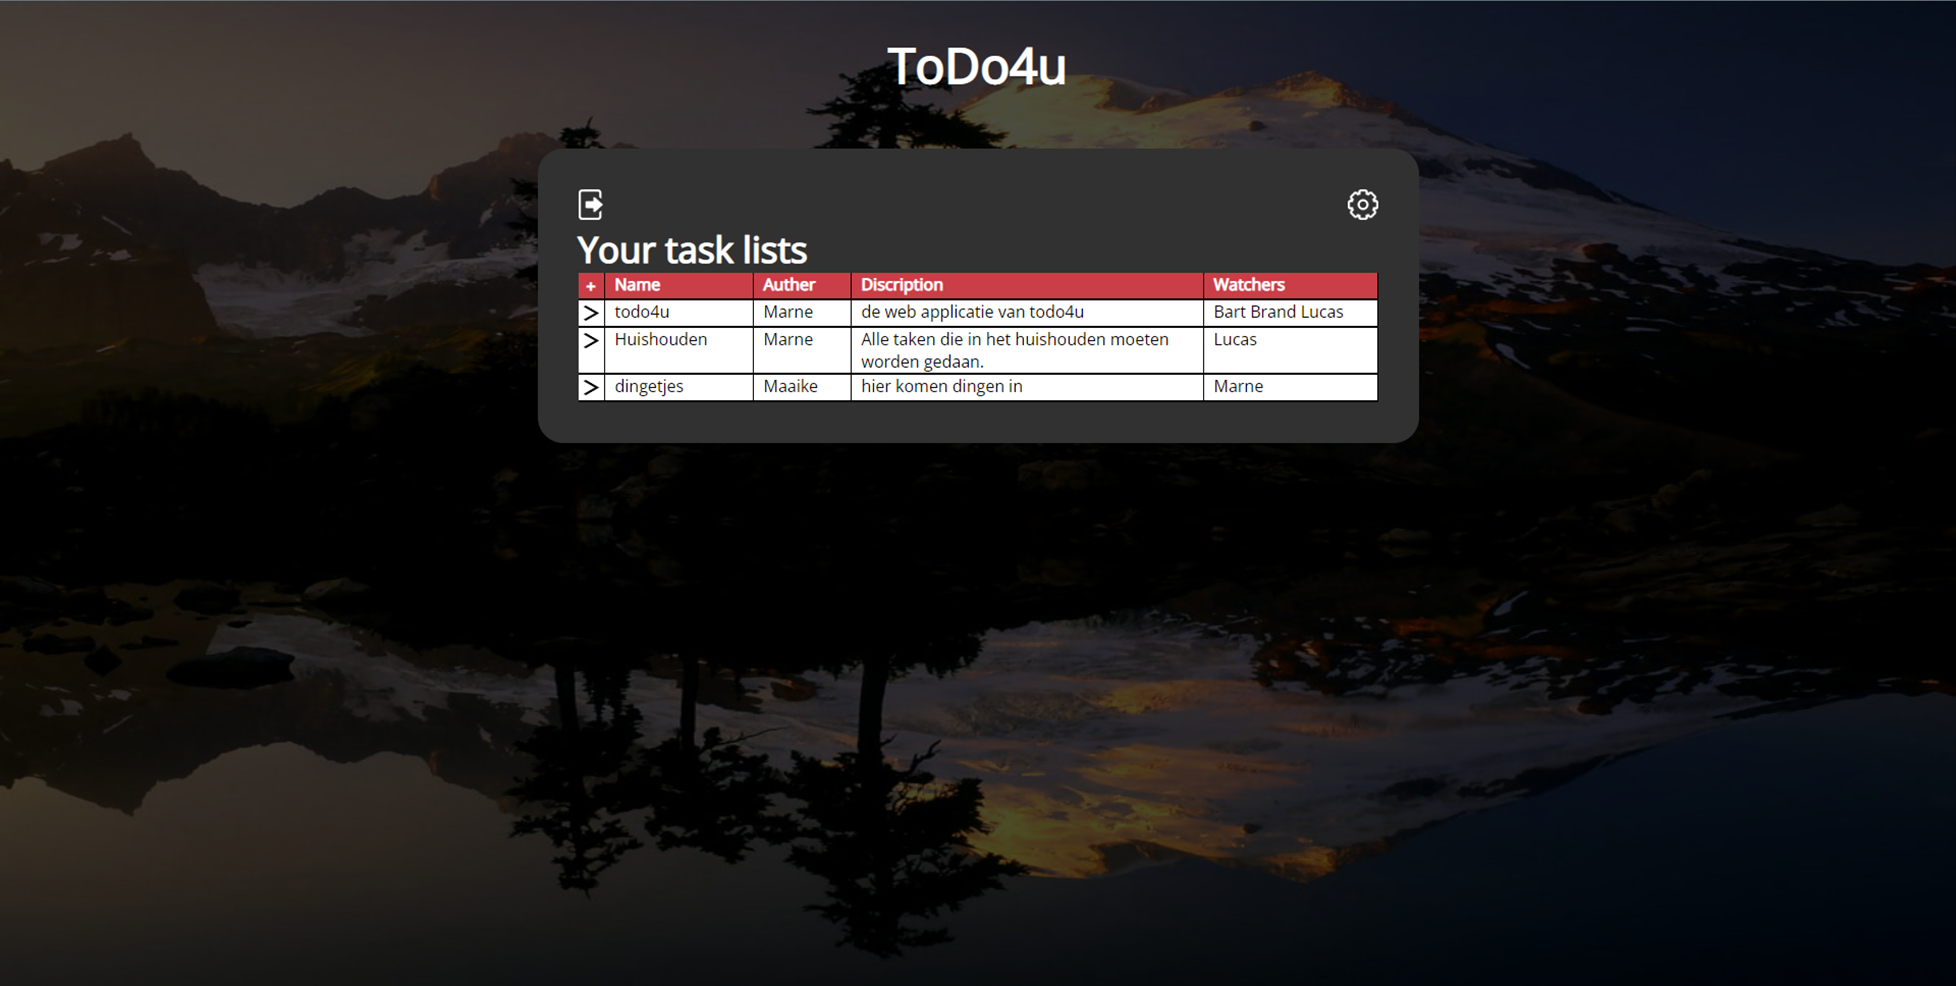 ToDo4u
Your task lists
+ Name Auther Discription Watchers
> todo4u Marne de web applicatie van todo4u Bart Brand Lucas
> Huishouden Marne Alle taken die in het huishouden moeten Lucas
worden gedaan.
> dingetjes Maaike hier komen dingen in Marne